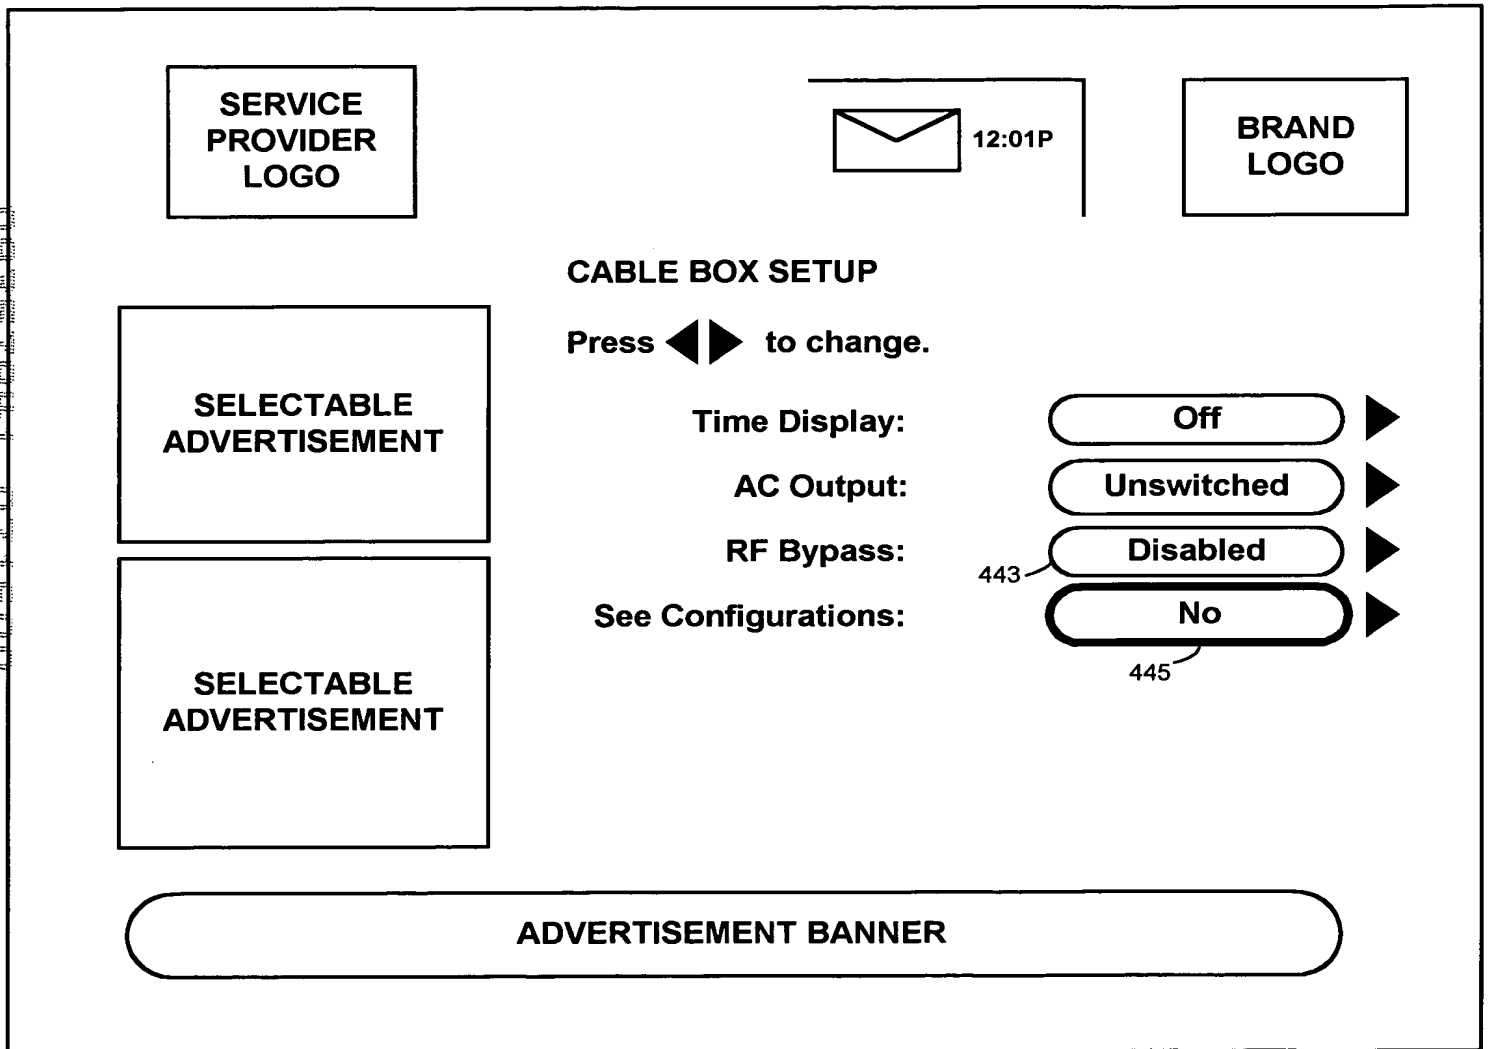 SERVICE
PROVIDER
LOGO
12:01P
BRAND
LOGO
CABLE BOX SETUP
Press to change.
SELECTABLE
ADVERTISEMENT
Time Display: Off
AC Output: Unswitched
RF Bypass: Disabled
443
See Configurations: No
445
SELECTABLE
ADVERTISEMENT
ADVERTISEMENT BANNER